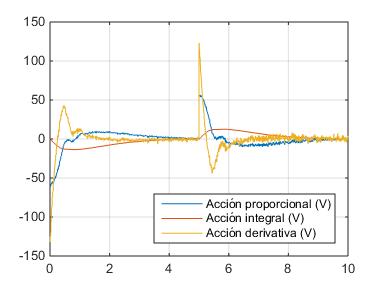 150
100
50
0
-50
-100
-150
0 2 4 6 8 10
Acción proporcional (V)
Acción integral (V)
Acción derivativa (V)